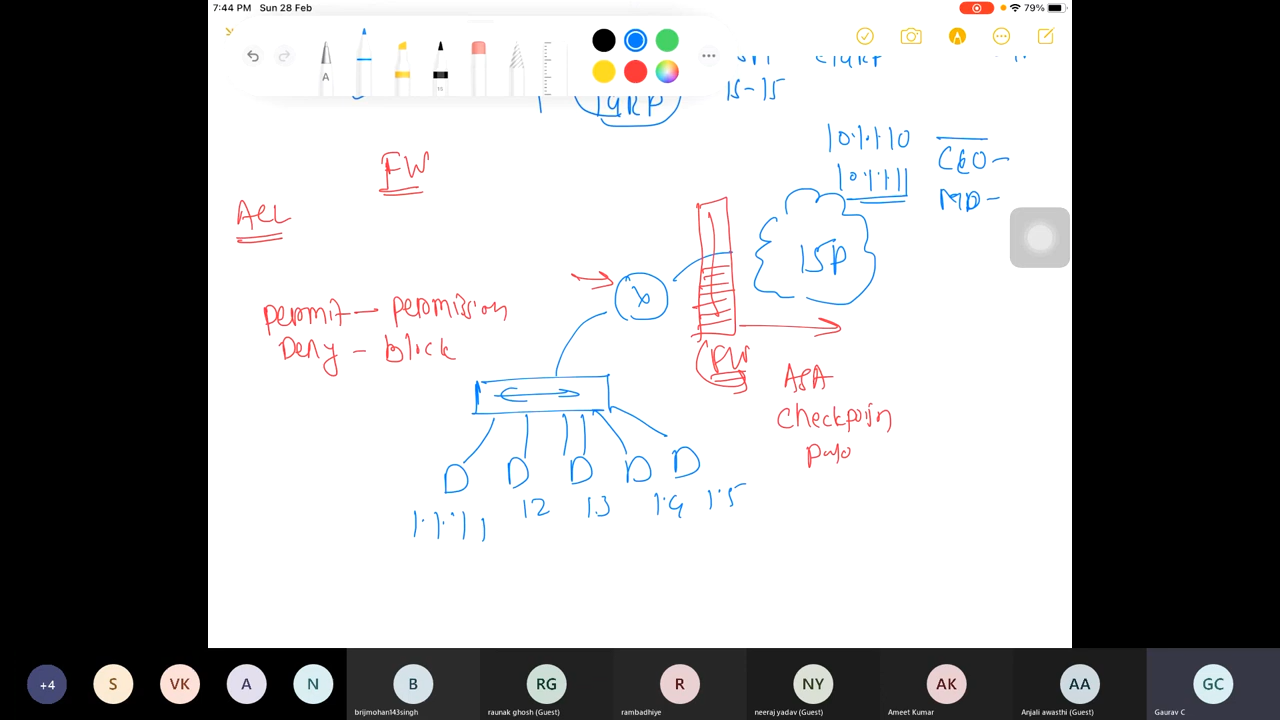 7:44 PM Sun 28 Feb
79%
A
15-15
FW
ACL
10.1.1.10
10.1.1.11
CEO-
MD-
ISP
permit - permission
Deny - block
FW
ASA
checkpoin
palo
D D D D D
1.1.1.1 1.2 1.3 1.4 1.5
+4 S VK A N B RG R NY AK AA GC
brijmohan143singh raunak ghosh (Guest) rambadhiye neeraj yadav (Guest) Ameet Kumar Anjali awasthi (Guest) Gaurav C